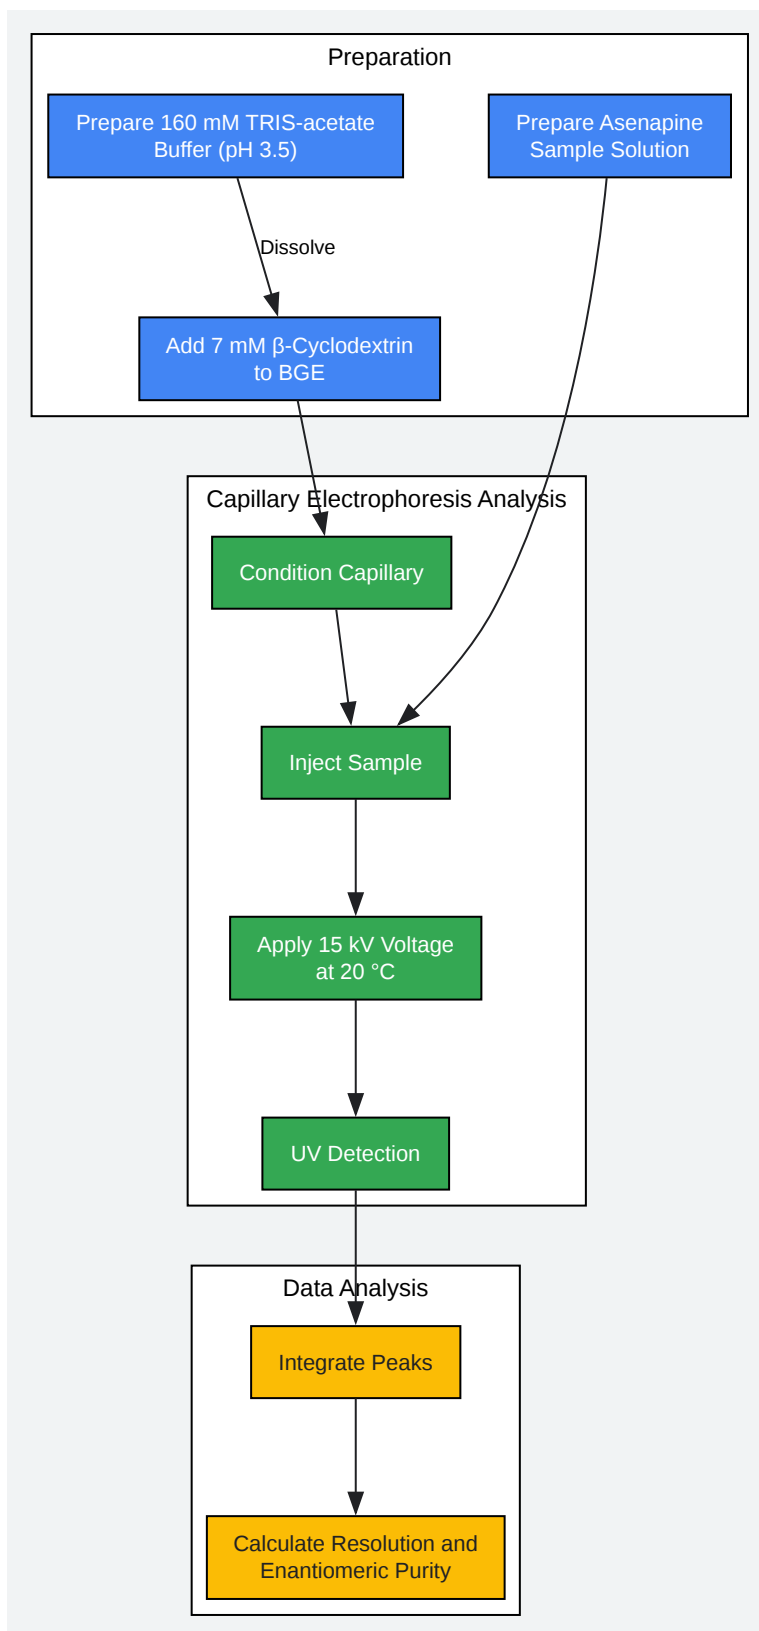 Preparation
Prepare 160 mM TRIS-acetate
Buffer (pH 3.5)
Prepare Asenapine
Sample Solution
Dissolve
Add 7 mM β-Cyclodextrin
to BGE
Capillary Electrophoresis Analysis
Condition Capillary
Inject Sample
Apply 15 kV Voltage
at 20 °C
UV Detection
Data Analysis
Integrate Peaks
Calculate Resolution and
Enantiomeric Purity